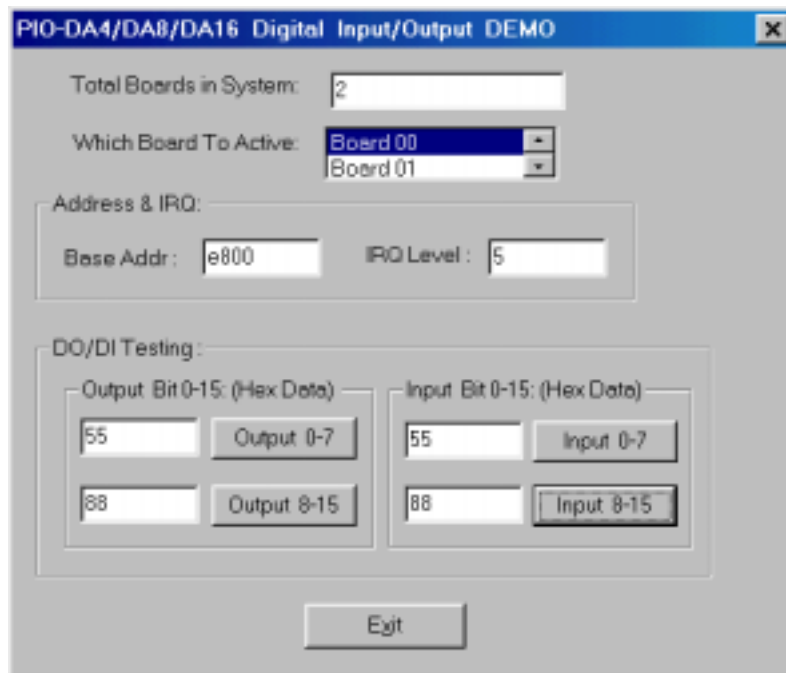 PIO-DA4/DA8/DA16 Digital Input/Output DEMO
Total Boards in System: 2
Which Board To Active: Board 00
Board 01
Address & IRQ:
Base Addr : e800 IRQ Level : 5
DO/DI Testing :
Output Bit 0-15: (Hex Data) Input Bit 0-15: (Hex Data)
55 Output 0-7 55 Input 0-7
88 Output 8-15 88 Input 8-15
Exit